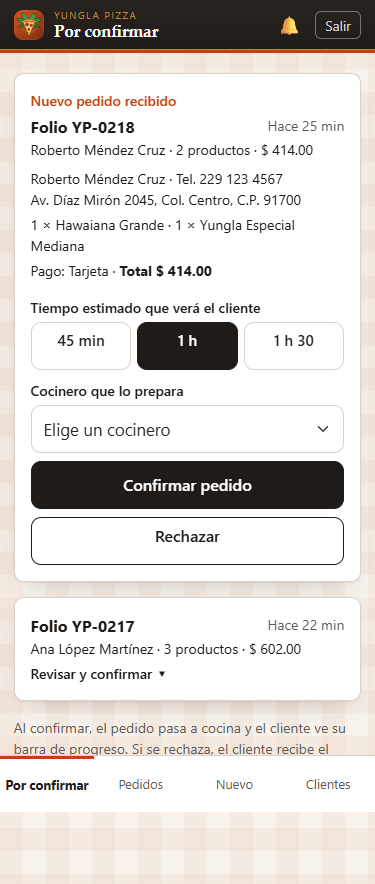 YUNGLA PIZZA
Por confirmar
Salir
Nuevo pedido recibido
Folio YP-0218
Hace 25 min
Roberto Méndez Cruz · 2 productos · $ 414.00
Roberto Méndez Cruz · Tel. 229 123 4567
Av. Díaz Mirón 2045, Col. Centro, C.P. 91700
1 × Hawaiana Grande · 1 × Yungla Especial
Mediana
Pago: Tarjeta · Total $ 414.00
Tiempo estimado que verá el cliente
45 min
1 h
1 h 30
Cocinero que lo prepara
Elige un cocinero
Confirmar pedido
Rechazar
Folio YP-0217
Hace 22 min
Ana López Martínez · 3 productos · $ 602.00
Revisar y confirmar ▼
Al confirmar, el pedido pasa a cocina y el cliente ve su
barra de progreso. Si se rechaza, el cliente recibe el
Por confirmar
Pedidos
Nuevo
Clientes